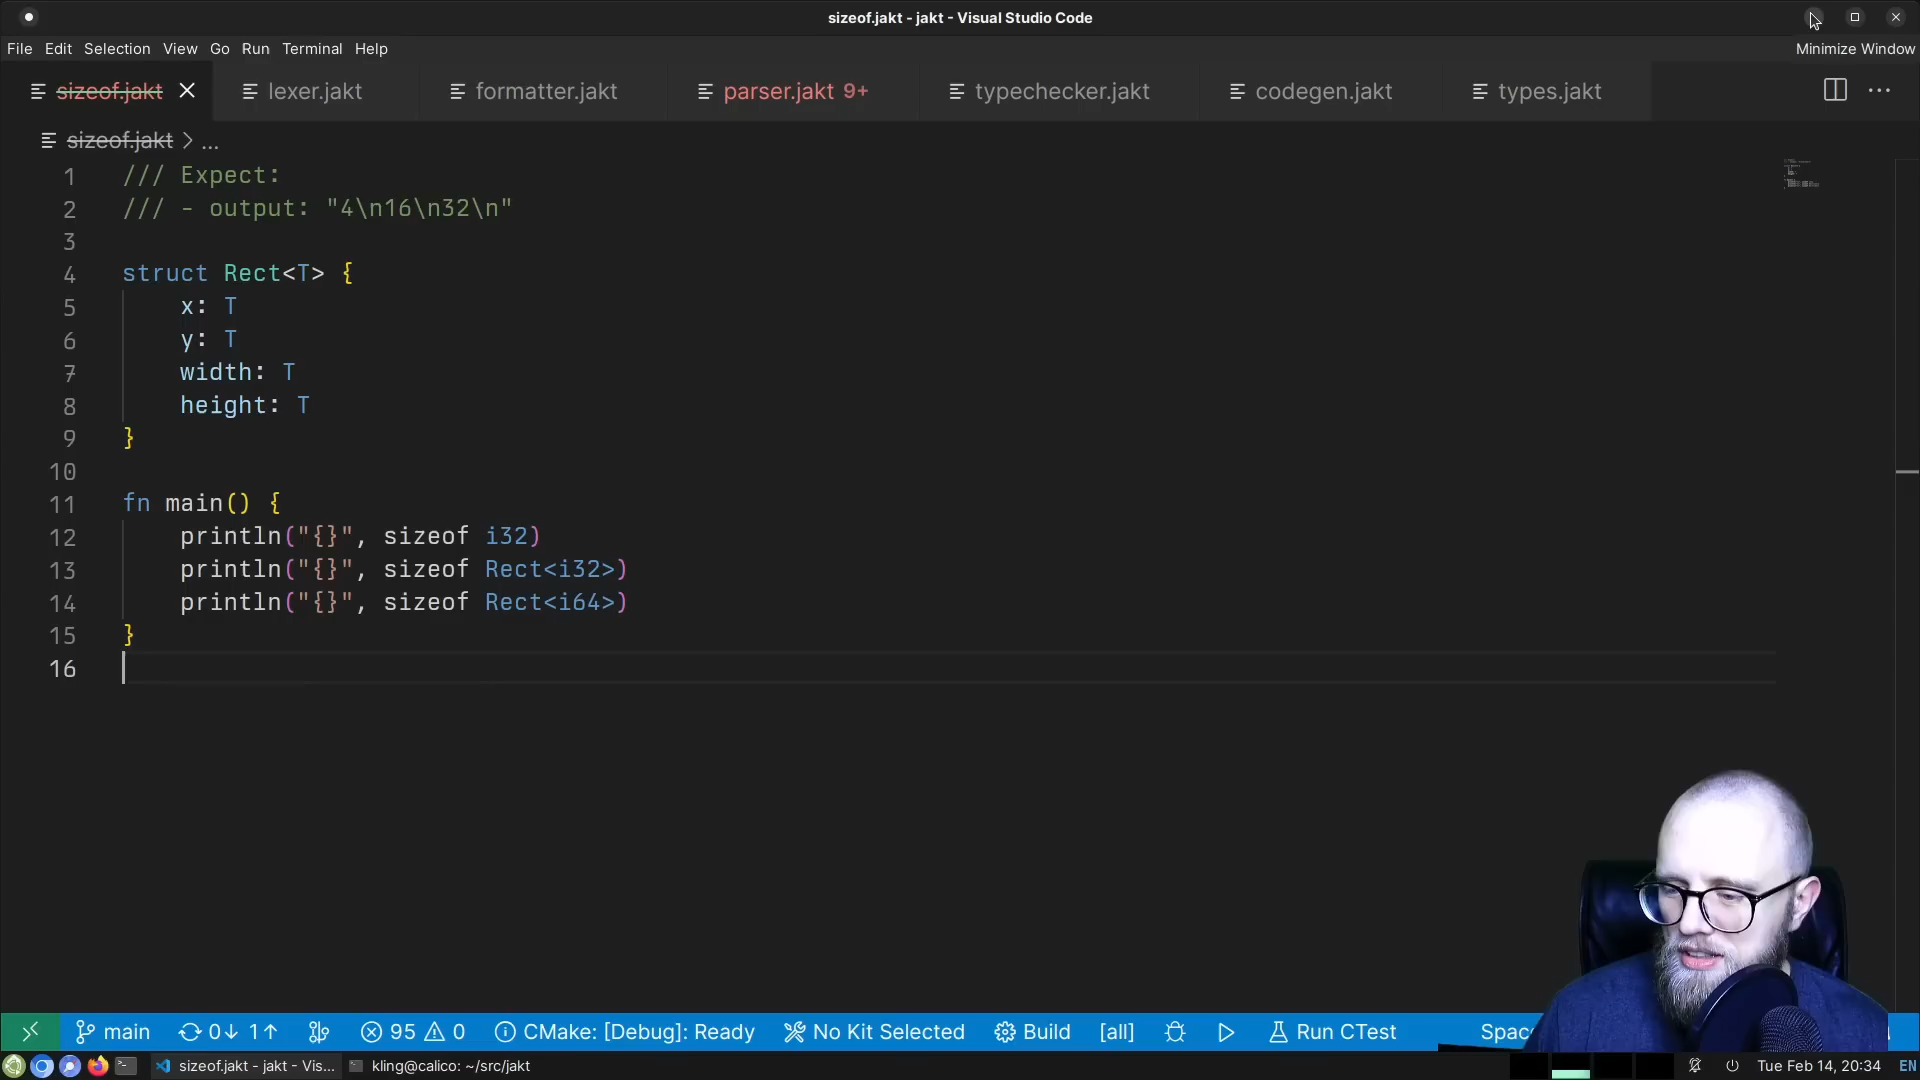 sizeof.jakt - jakt - Visual Studio Code
File Edit Selection View Go Run Terminal Help
Minimize Window
sizeof.jakt lexer.jakt formatter.jakt parser.jakt 9+ typechecker.jakt codegen.jakt types.jakt
sizeof.jakt > ...
1 /// Expect:
2 /// - output: "4\n16\n32\n"
3
4 struct Rect<T> {
5 x: T
6 y: T
7 width: T
8 height: T
9 }
10
11 fn main() {
12 println("{}", sizeof i32)
13 println("{}", sizeof Rect<i32>)
14 println("{}", sizeof Rect<i64>)
15 }
16
main 0↓ 1↑ 95 0 CMake: [Debug]: Ready No Kit Selected Build [all] Run CTest
sizeof.jakt - jakt - Vis... kling@calico: ~/src/jakt Tue Feb 14, 20:34 EN